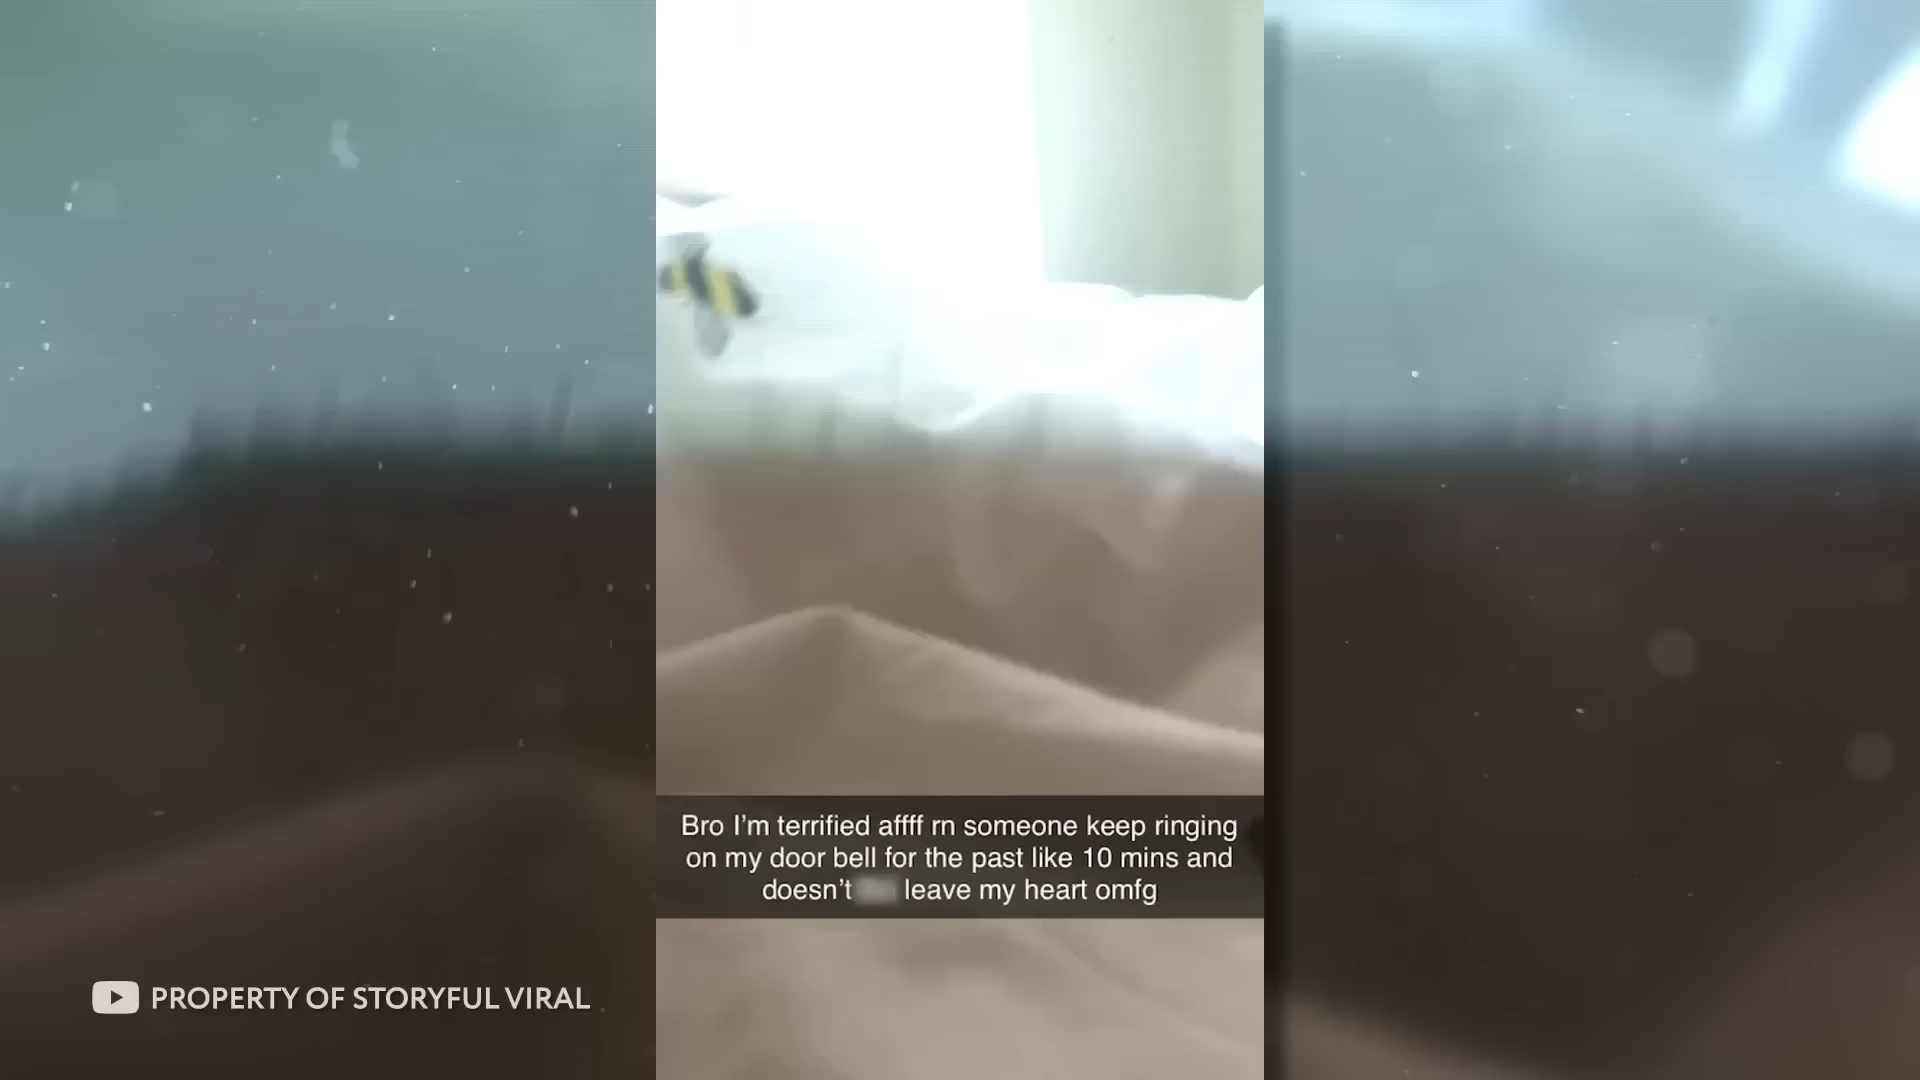 Bro I'm terrified affff rn someone keep ringing
on my door bell for the past like 10 mins and
doesn't leave my heart omfg
PROPERTY OF STORYFUL VIRAL